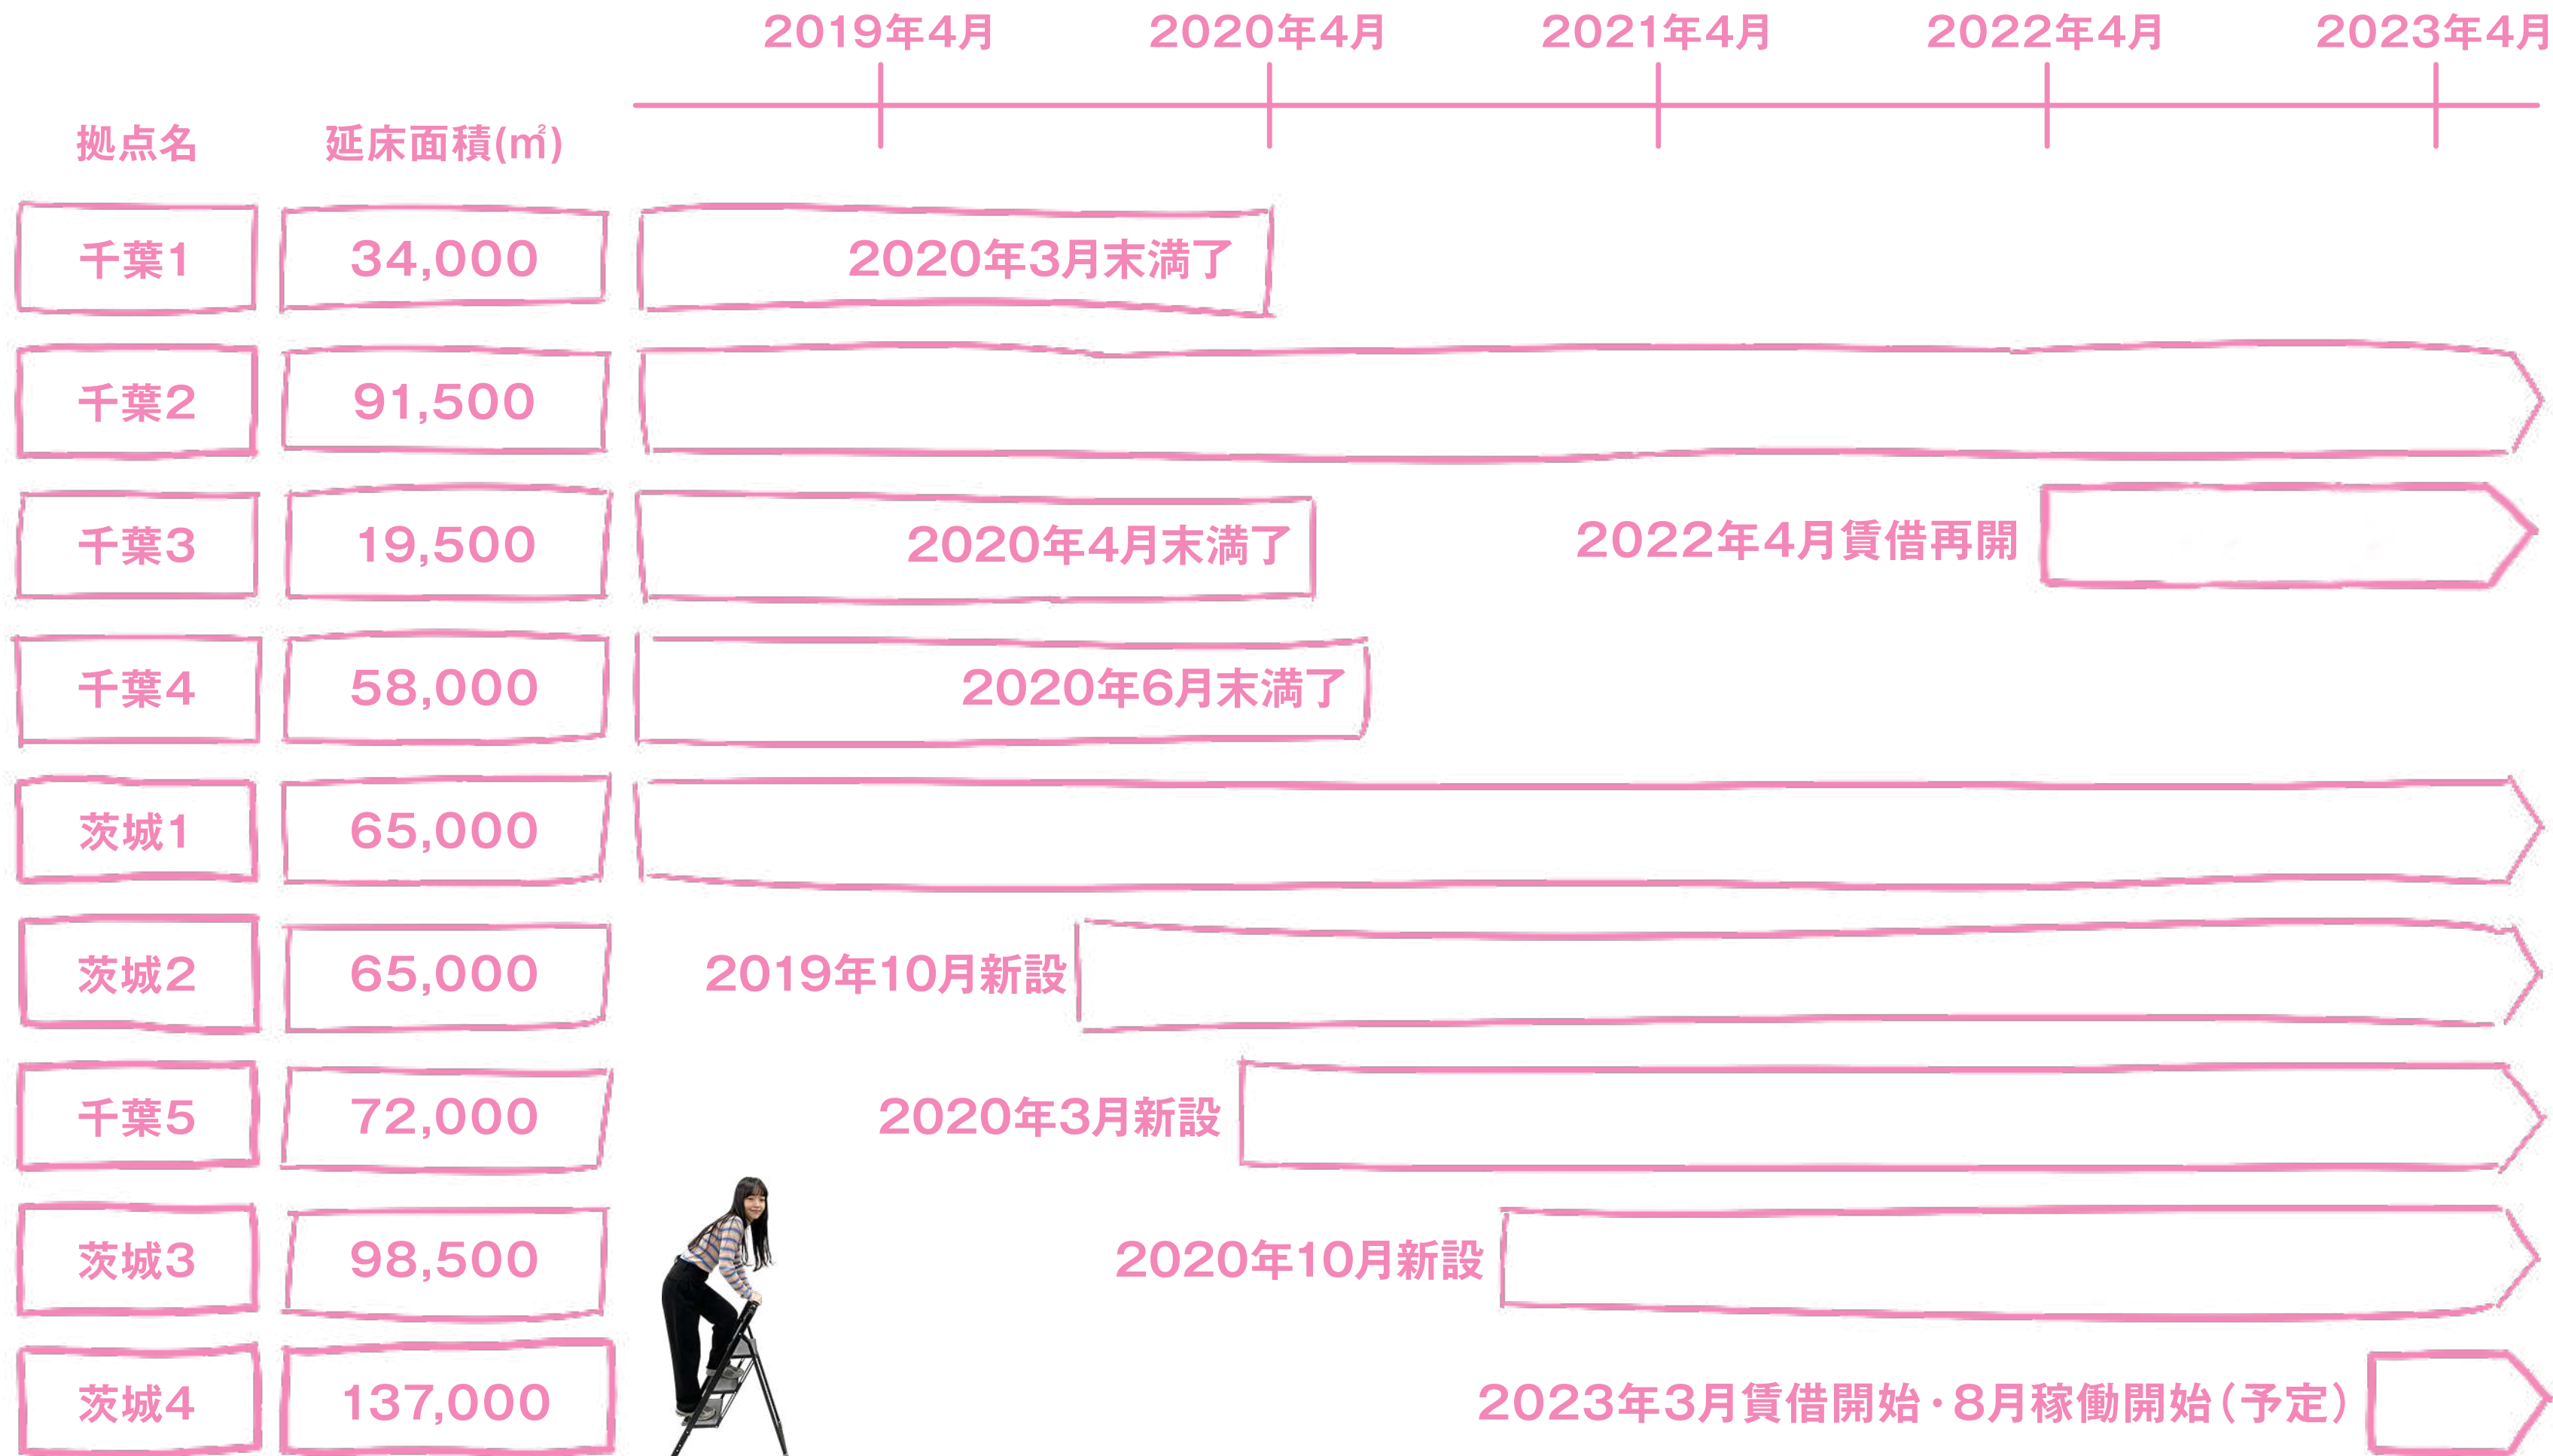 2019年4月 2020年4月 2021年4月 2022年4月 2023年4月
拠点名 延床面積(㎡)
千葉1 34,000 2020年3月末満了
千葉2 91,500
千葉3 19,500 2020年4月末満了 2022年4月賃借再開
千葉4 58,000 2020年6月末満了
茨城1 65,000
茨城2 65,000 2019年10月新設
千葉5 72,000 2020年3月新設
茨城3 98,500 2020年10月新設
茨城4 137,000 2023年3月賃借開始・8月稼働開始（予定）